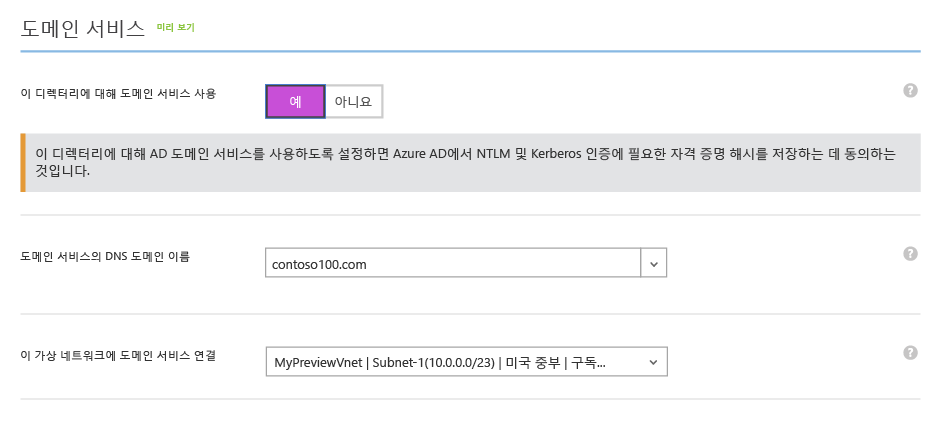 도메인 서비스 미리 보기
이 디렉터리에 대해 도메인 서비스 사용 예 아니요 ?
이 디렉터리에 대해 AD 도메인 서비스를 사용하도록 설정하면 Azure AD에서 NTLM 및 Kerberos 인증에 필요한 자격 증명 해시를 저장하는 데 동의하는
것입니다.
도메인 서비스의 DNS 도메인 이름 contoso100.com ?
이 가상 네트워크에 도메인 서비스 연결 MyPreviewVnet | Subnet-1(10.0.0.0/23) | 미국 중부 | 구독... ?